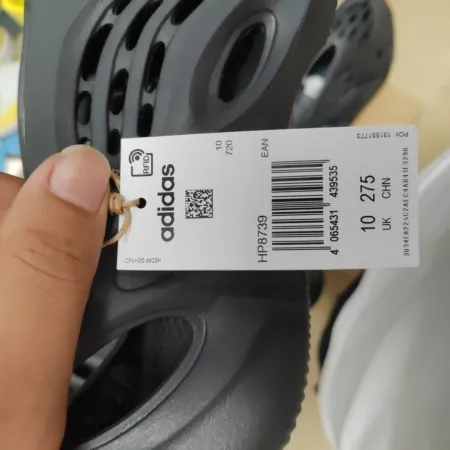 RFID
adidas
10
720
EAN
HP8739
4 065431 439535
10 275
UK CHN
PO# 131551773